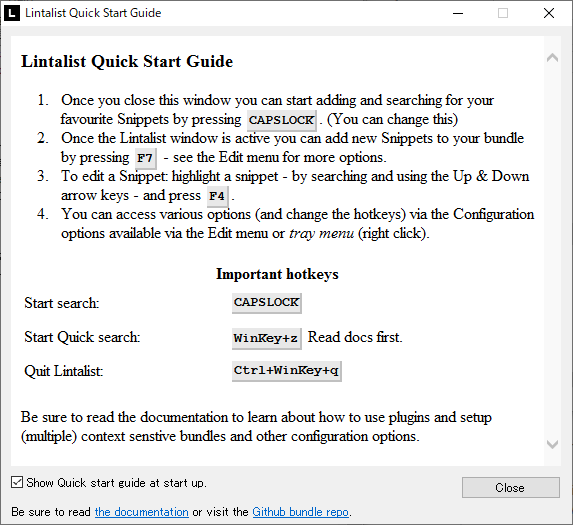 L Lintalist Quick Start Guide
Lintalist Quick Start Guide
1. Once you close this window you can start adding and searching for your
favourite Snippets by pressing CAPSLOCK. (You can change this)
2. Once the Lintalist window is active you can add new Snippets to your bundle
by pressing F7 - see the Edit menu for more options.
3. To edit a Snippet: highlight a snippet - by searching and using the Up & Down
arrow keys - and press F4.
4. You can access various options (and change the hotkeys) via the Configuration
options available via the Edit menu or tray menu (right click).
Important hotkeys
Start search: CAPSLOCK
Start Quick search: WinKey+z Read docs first.
Quit Lintalist: Ctrl+WinKey+q
Be sure to read the documentation to learn about how to use plugins and setup
(multiple) context senstive bundles and other configuration options.
Show Quick start guide at start up.
Close
Be sure to read the documentation or visit the Github bundle repo.